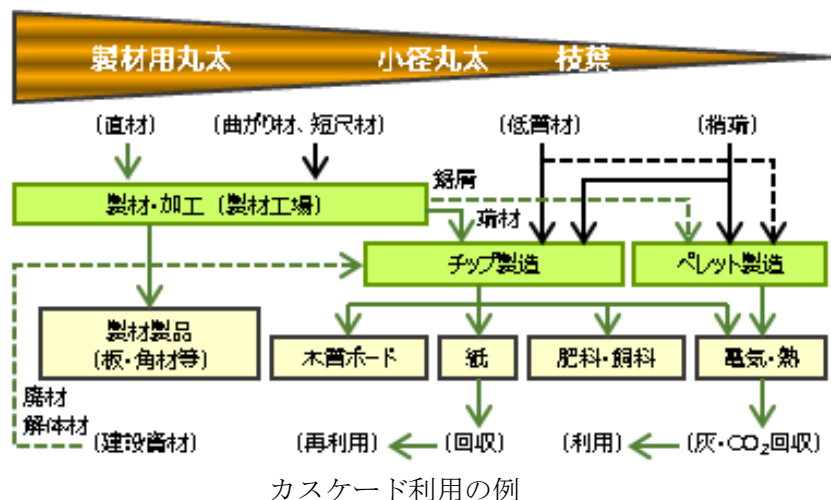 製材用丸太 小径丸太 枝葉
(直材) (曲がり材、短尺材) (低質材) (梢端)
鋸屑
製材・加工 (製材工場)
端材
チップ製造 ペレット製造
製材製品
(板・角材等)
木質ボード 紙 肥料・飼料 電気・熱
廃材
解体材
(建設資材) (再利用) (回収) (利用) (灰・CO₂回収)
カスケード利用の例